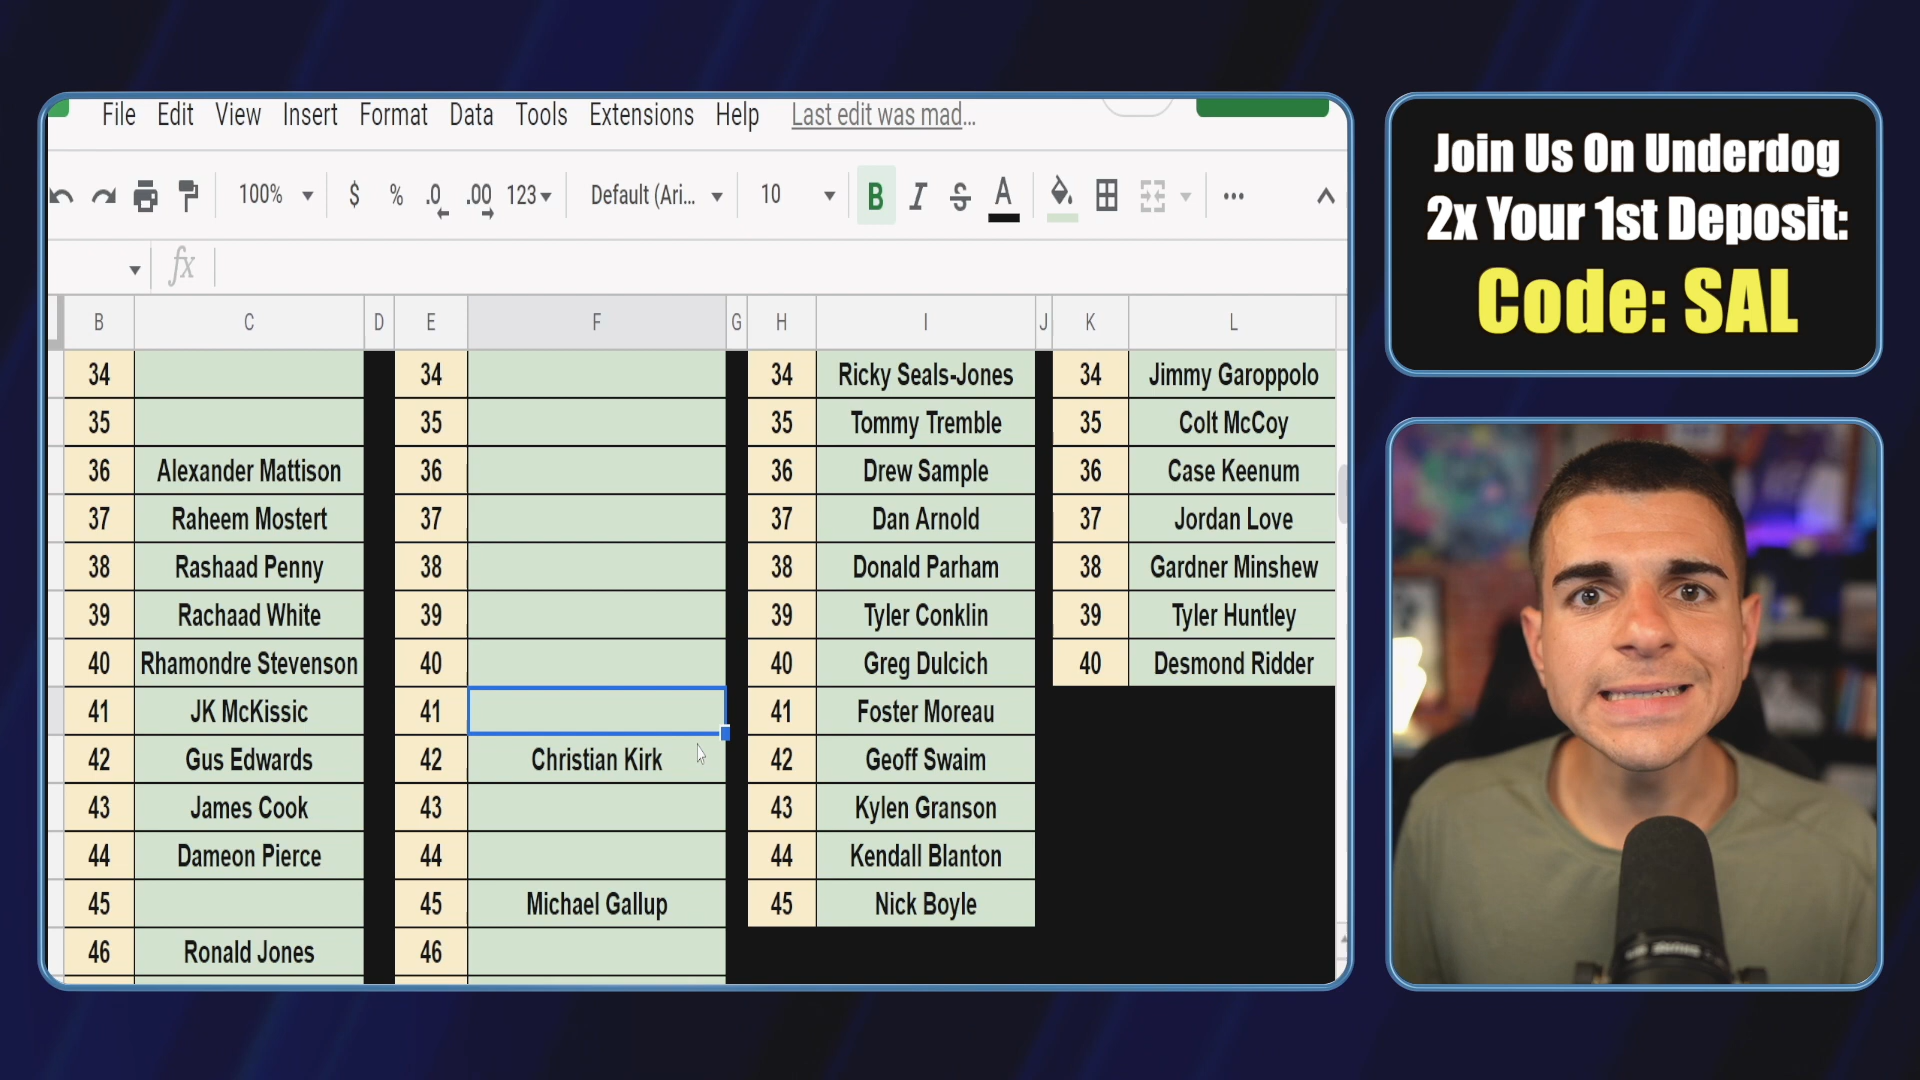 File Edit View Insert Format Data Tools Extensions Help Last edit was mad...
100% $ % .0 .00 123 Default (Ari... 10 B I S A ...
fx
B C D E F G H I J K L
34 34 34 Ricky Seals-Jones 34 Jimmy Garoppolo
35 35 35 Tommy Tremble 35 Colt McCoy
36 Alexander Mattison 36 36 Drew Sample 36 Case Keenum
37 Raheem Mostert 37 37 Dan Arnold 37 Jordan Love
38 Rashaad Penny 38 38 Donald Parham 38 Gardner Minshew
39 Rachaad White 39 39 Tyler Conklin 39 Tyler Huntley
40 Rhamondre Stevenson 40 40 Greg Dulcich 40 Desmond Ridder
41 JK McKissic 41 41 Foster Moreau
42 Gus Edwards 42 Christian Kirk 42 Geoff Swaim
43 James Cook 43 43 Kylen Granson
44 Dameon Pierce 44 44 Kendall Blanton
45 45 Michael Gallup 45 Nick Boyle
46 Ronald Jones 46
Join Us On Underdog
2x Your 1st Deposit:
Code: SAL